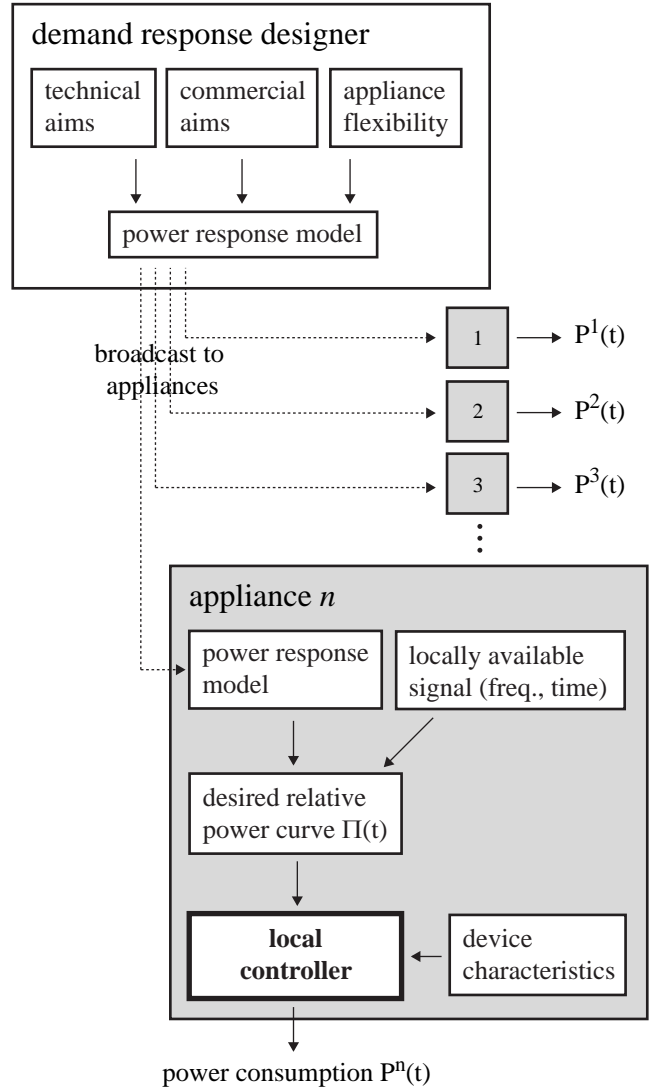 demand response designer
technical
aims
commercial
aims
appliance
flexibility
power response model
broadcast to
appliances
1
P¹(t)
2
P²(t)
3
P³(t)
appliance n
power response
model
locally available
signal (freq., time)
desired relative
power curve Π(t)
local
controller
device
characteristics
power consumption Pⁿ(t)